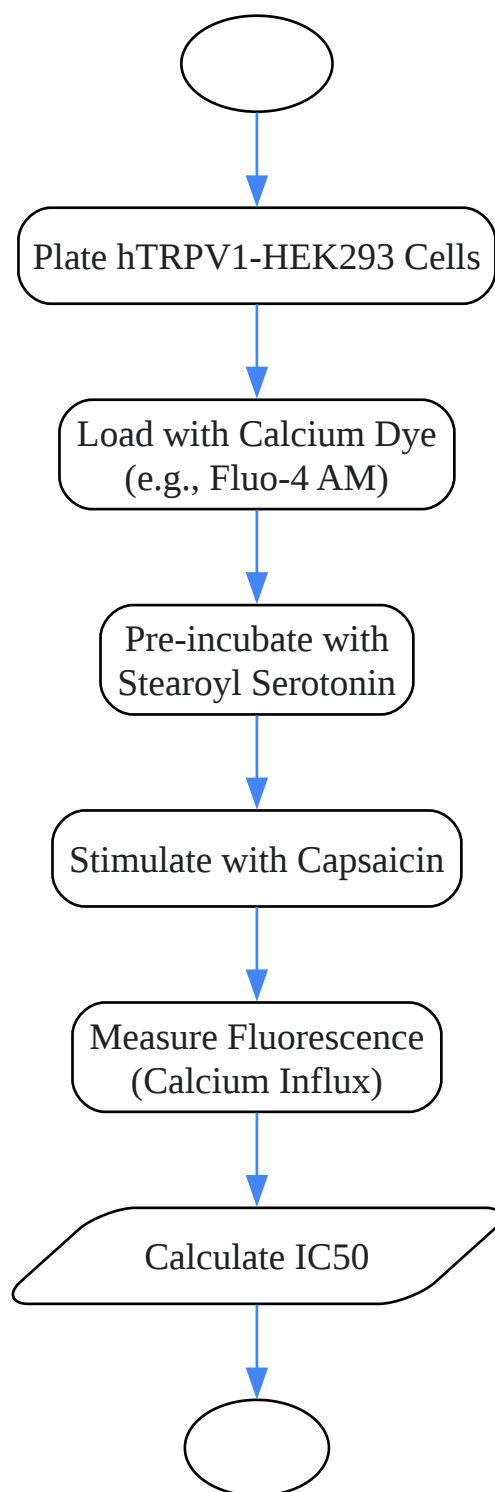 Plate hTRPV1-HEK293 Cells
Load with Calcium Dye
(e.g., Fluo-4 AM)
Pre-incubate with
Stearoyl Serotonin
Stimulate with Capsaicin
Measure Fluorescence
(Calcium Influx)
Calculate IC50